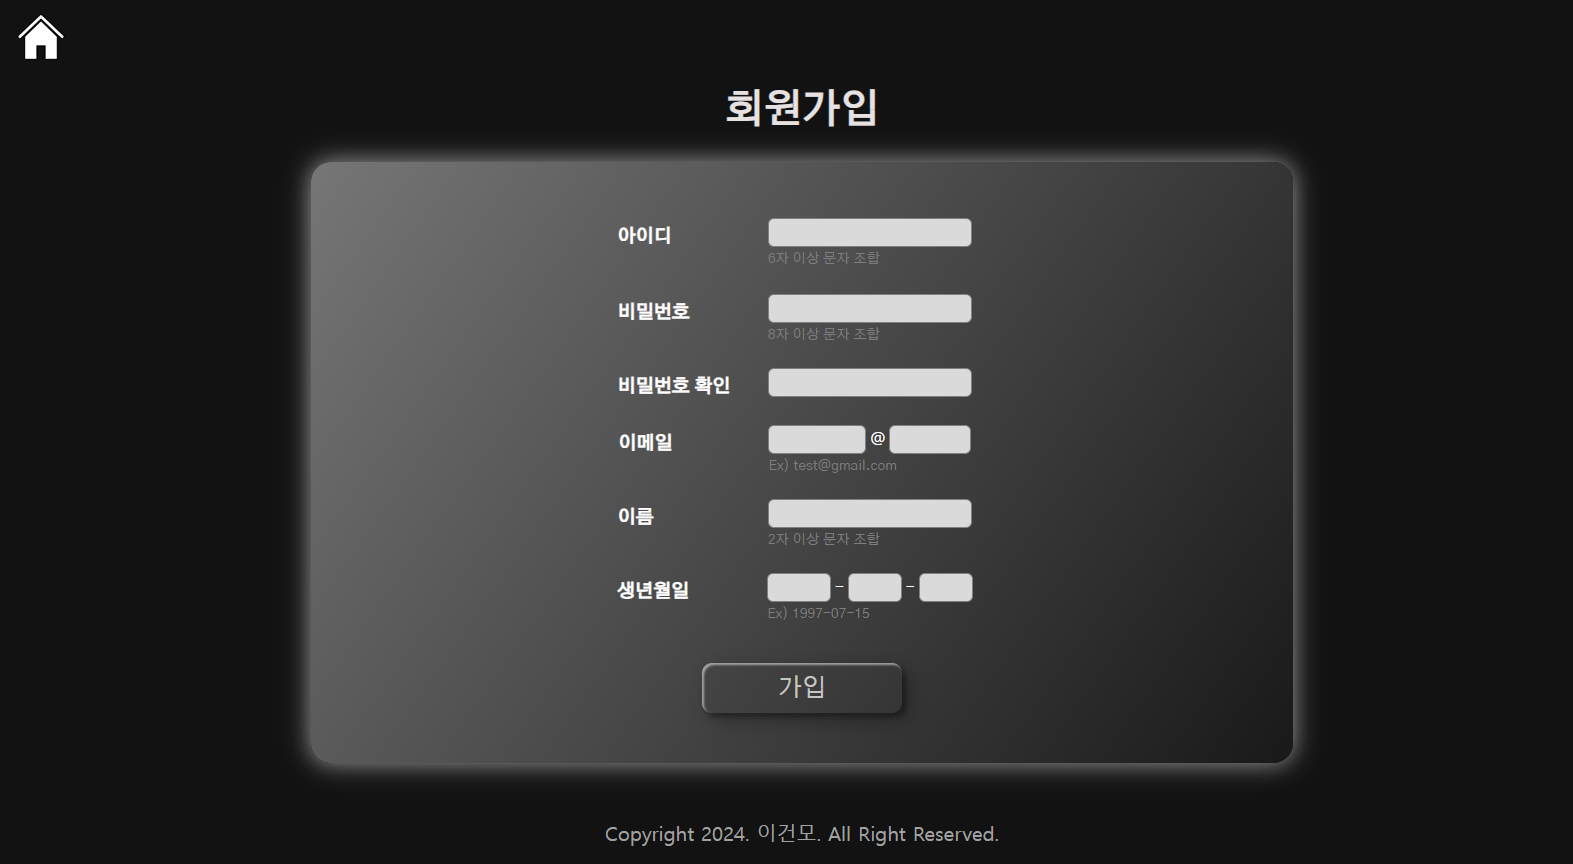 회원가입
아이디
6자 이상 문자 조합
비밀번호
8자 이상 문자 조합
비밀번호 확인
이메일 @
Ex) test@gmail.com
이름
2자 이상 문자 조합
생년월일 - -
Ex) 1997-07-15
가입
Copyright 2024. 이건모. All Right Reserved.